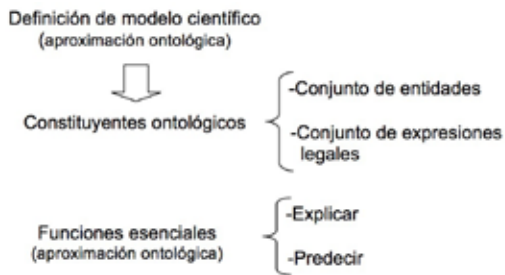 Definición de modelo científico
(aproximación ontológica)
Constituyentes ontológicos
-Conjunto de entidades
-Conjunto de expresiones
legales
Funciones esenciales
(aproximación ontológica)
-Explicar
-Predecir